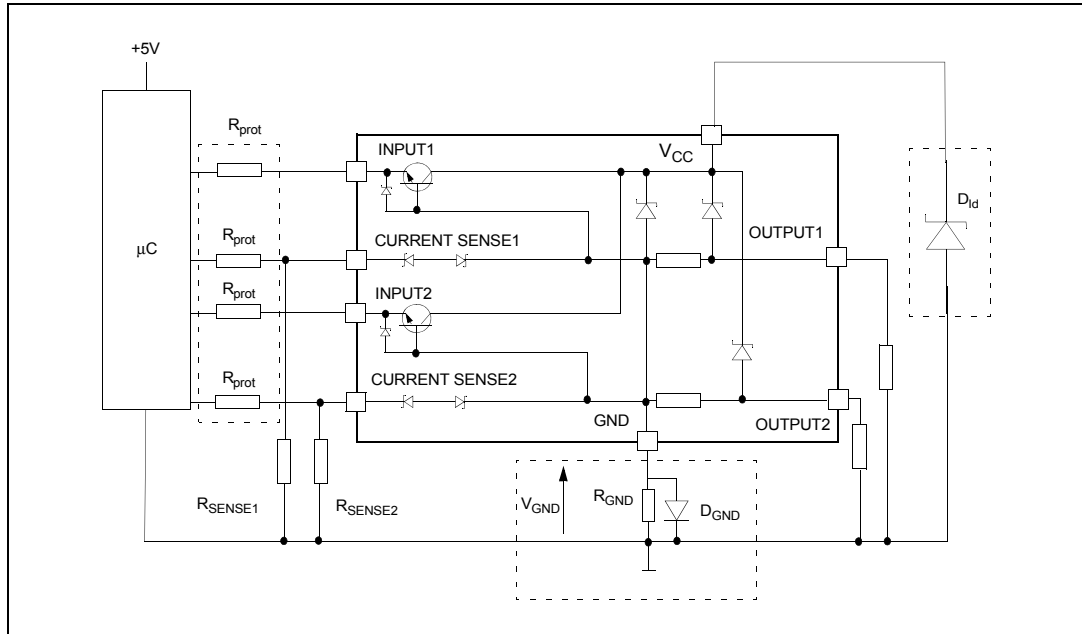 +5V
Rprot
INPUT1
VCC
DId
OUTPUT1
μC
Rprot
CURRENT SENSE1
Rprot
INPUT2
Rprot
CURRENT SENSE2
GND
OUTPUT2
RSENSE1
RSENSE2
VGND
RGND
DGND